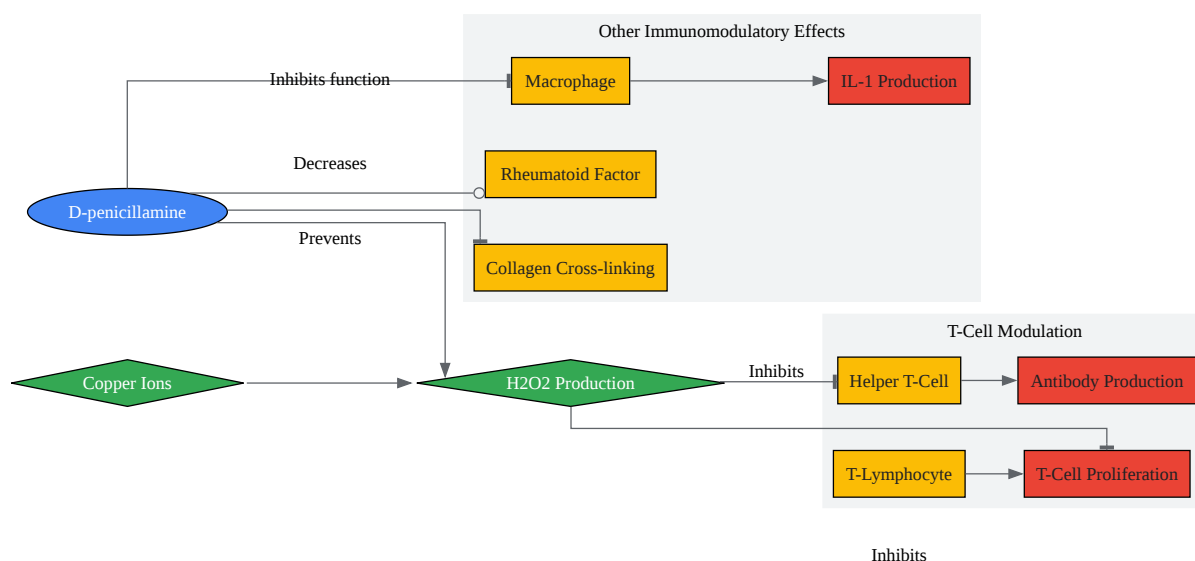 Other Immunomodulatory Effects
Inhibits function
Macrophage
IL-1 Production
Decreases
Rheumatoid Factor
D-penicillamine
Prevents
Collagen Cross-linking
T-Cell Modulation
Copper Ions
H2O2 Production
Inhibits
Helper T-Cell
Antibody Production
T-Lymphocyte
T-Cell Proliferation
Inhibits